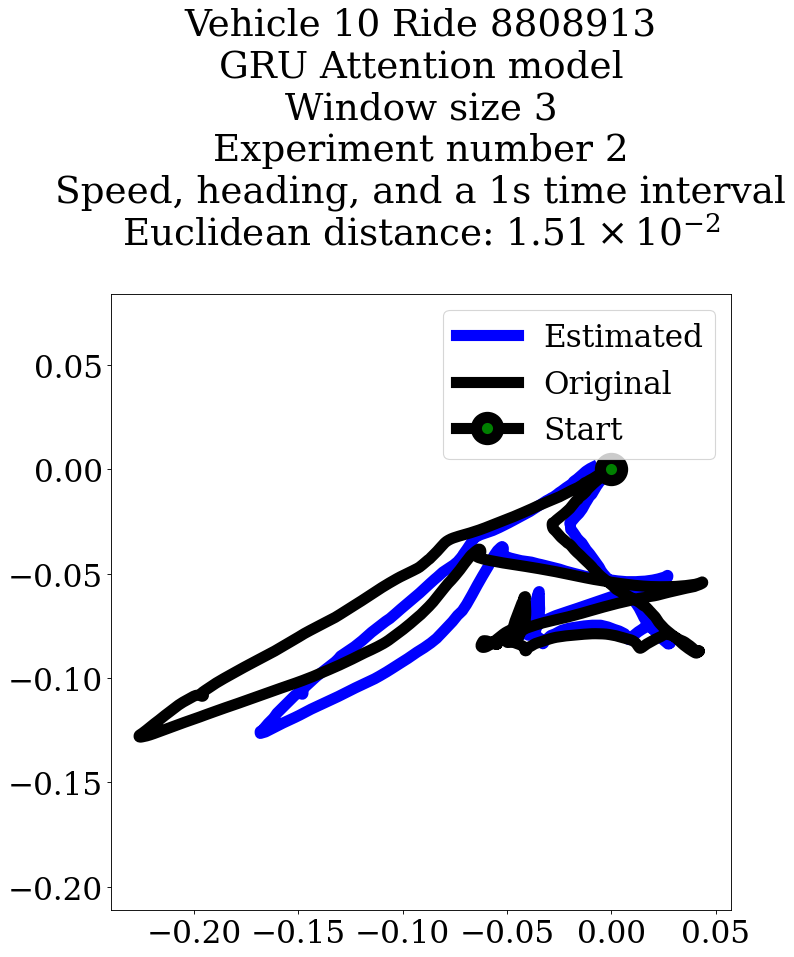 Vehicle 10 Ride 8808913
GRU Attention model
Window size 3
Experiment number 2
Speed, heading, and a 1s time interval
Euclidean distance: 1.51 × 10⁻²
Estimated
Original
Start
0.05
0.00
−0.05
−0.10
−0.15
−0.20
−0.20 −0.15 −0.10 −0.05 0.00 0.05